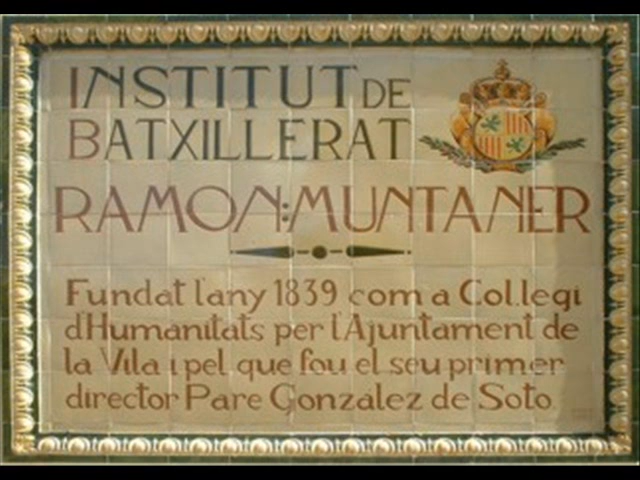 INSTITUT DE
BATXILLERAT
RAMON:MUNTANER
Fundat l'any 1839 com a Col.legi
d'Humanitats per l'Ajuntament de
la Vila i pel que fou el seu primer
director Pare Gonzalez de Soto